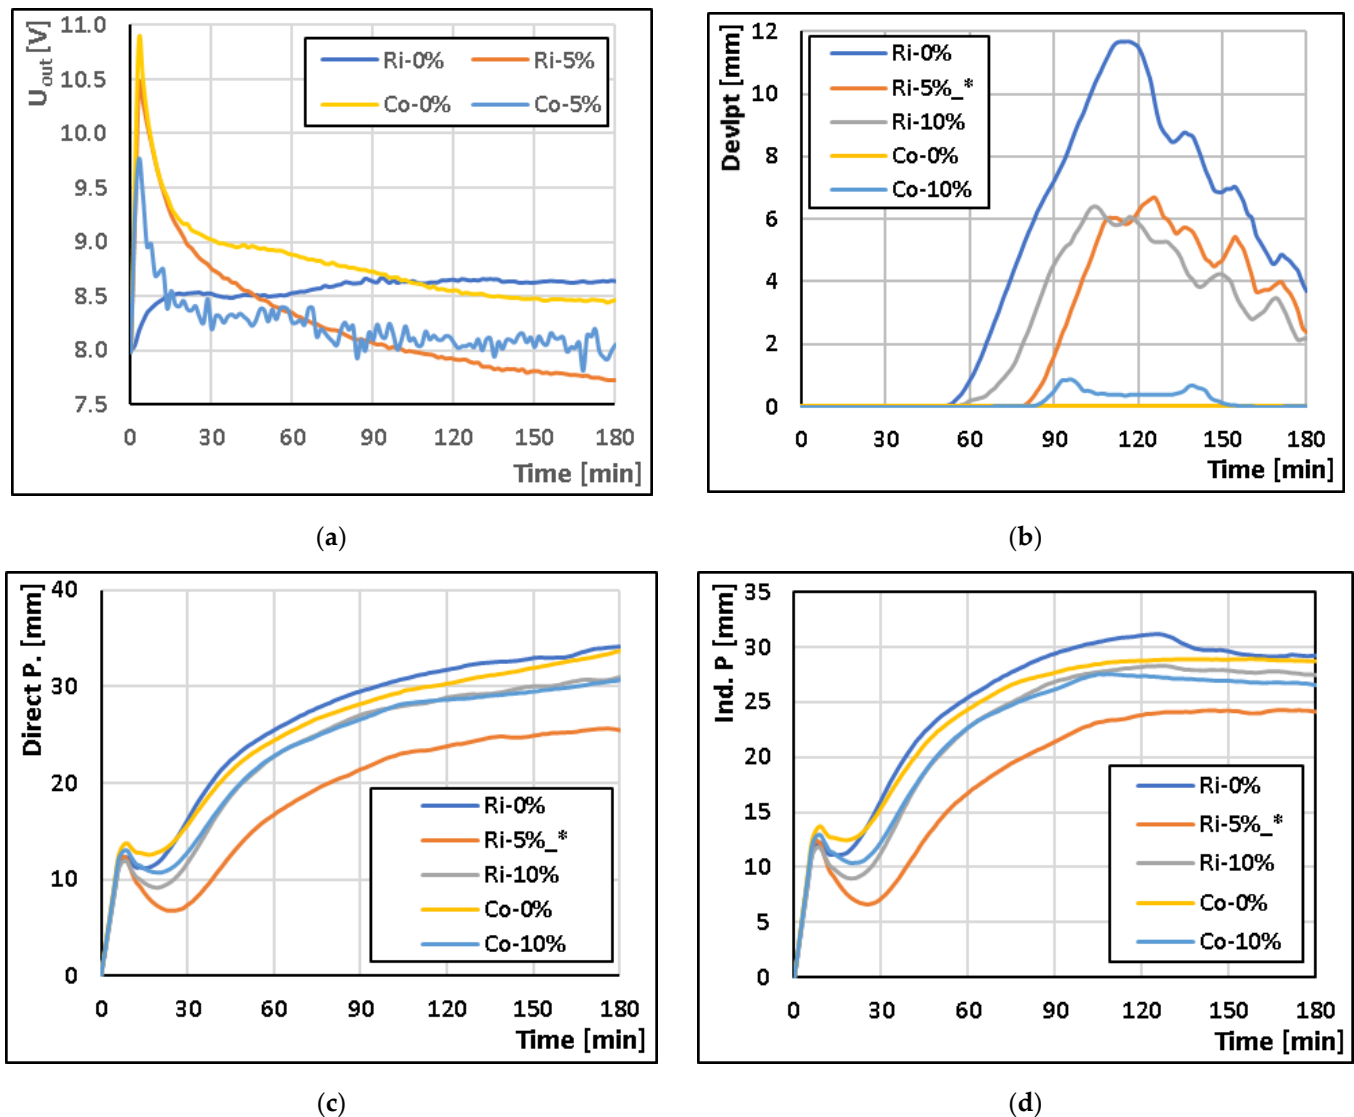 U_out [V]
11.0
10.5
10.0
9.5
9.0
8.5
8.0
7.5
Ri-0% Ri-5%
Co-0% Co-5%
0 30 60 90 120 150 180
Time [min]
(a)
Devlpt [mm]
12
10
8
6
4
2
0
Ri-0%
Ri-5%_*
Ri-10%
Co-0%
Co-10%
0 30 60 90 120 150 180
Time [min]
(b)
Direct P. [mm]
40
30
20
10
0
Ri-0%
Ri-5%_*
Ri-10%
Co-0%
Co-10%
0 30 60 90 120 150 180
Time [min]
(c)
Ind. P [mm]
35
30
25
20
15
10
5
0
Ri-0%
Ri-5%_*
Ri-10%
Co-0%
Co-10%
0 30 60 90 120 150 180
Time [min]
(d)